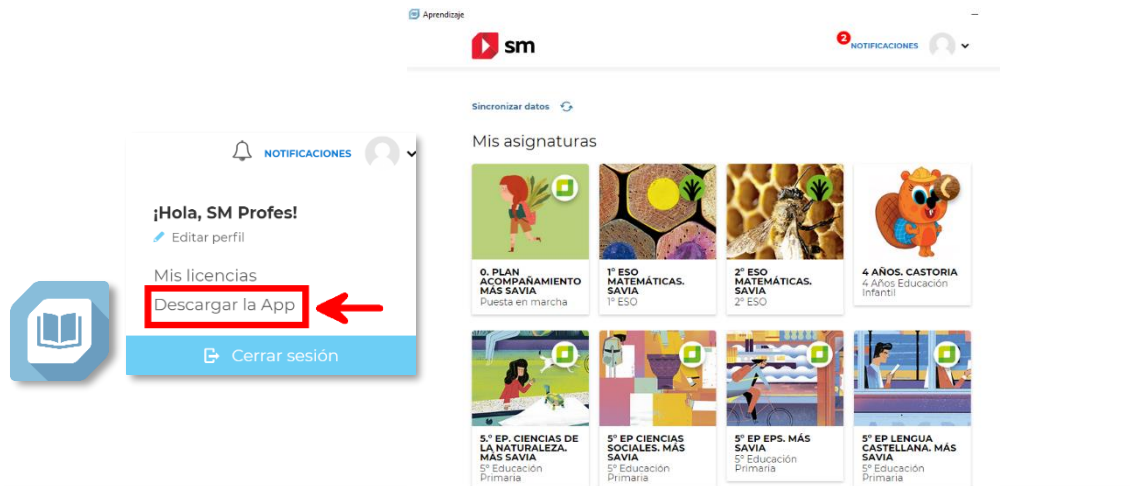 NOTIFICACIONES
¡Hola, SM Profes!
Editar perfil
Mis licencias
Descargar la App
Cerrar sesión
Aprendizaje
sm
2
NOTIFICACIONES
Sincronizar datos
Mis asignaturas
0. PLAN
ACOMPAÑAMIENTO
MÁS SAVIA
Puesta en marcha
1º ESO
MATEMÁTICAS.
SAVIA
1º ESO
2º ESO
MATEMÁTICAS.
SAVIA
2º ESO
4 AÑOS. CASTORIA
4 Años Educación
Infantil
5.º EP. CIENCIAS DE
LA NATURALEZA.
MÁS SAVIA
5º Educación
Primaria
5º EP CIENCIAS
SOCIALES. MÁS
SAVIA
5º Educación
Primaria
5º EP EPS. MÁS
SAVIA
5º Educación
Primaria
5º EP LENGUA
CASTELLANA. MÁS
SAVIA
5º Educación
Primaria